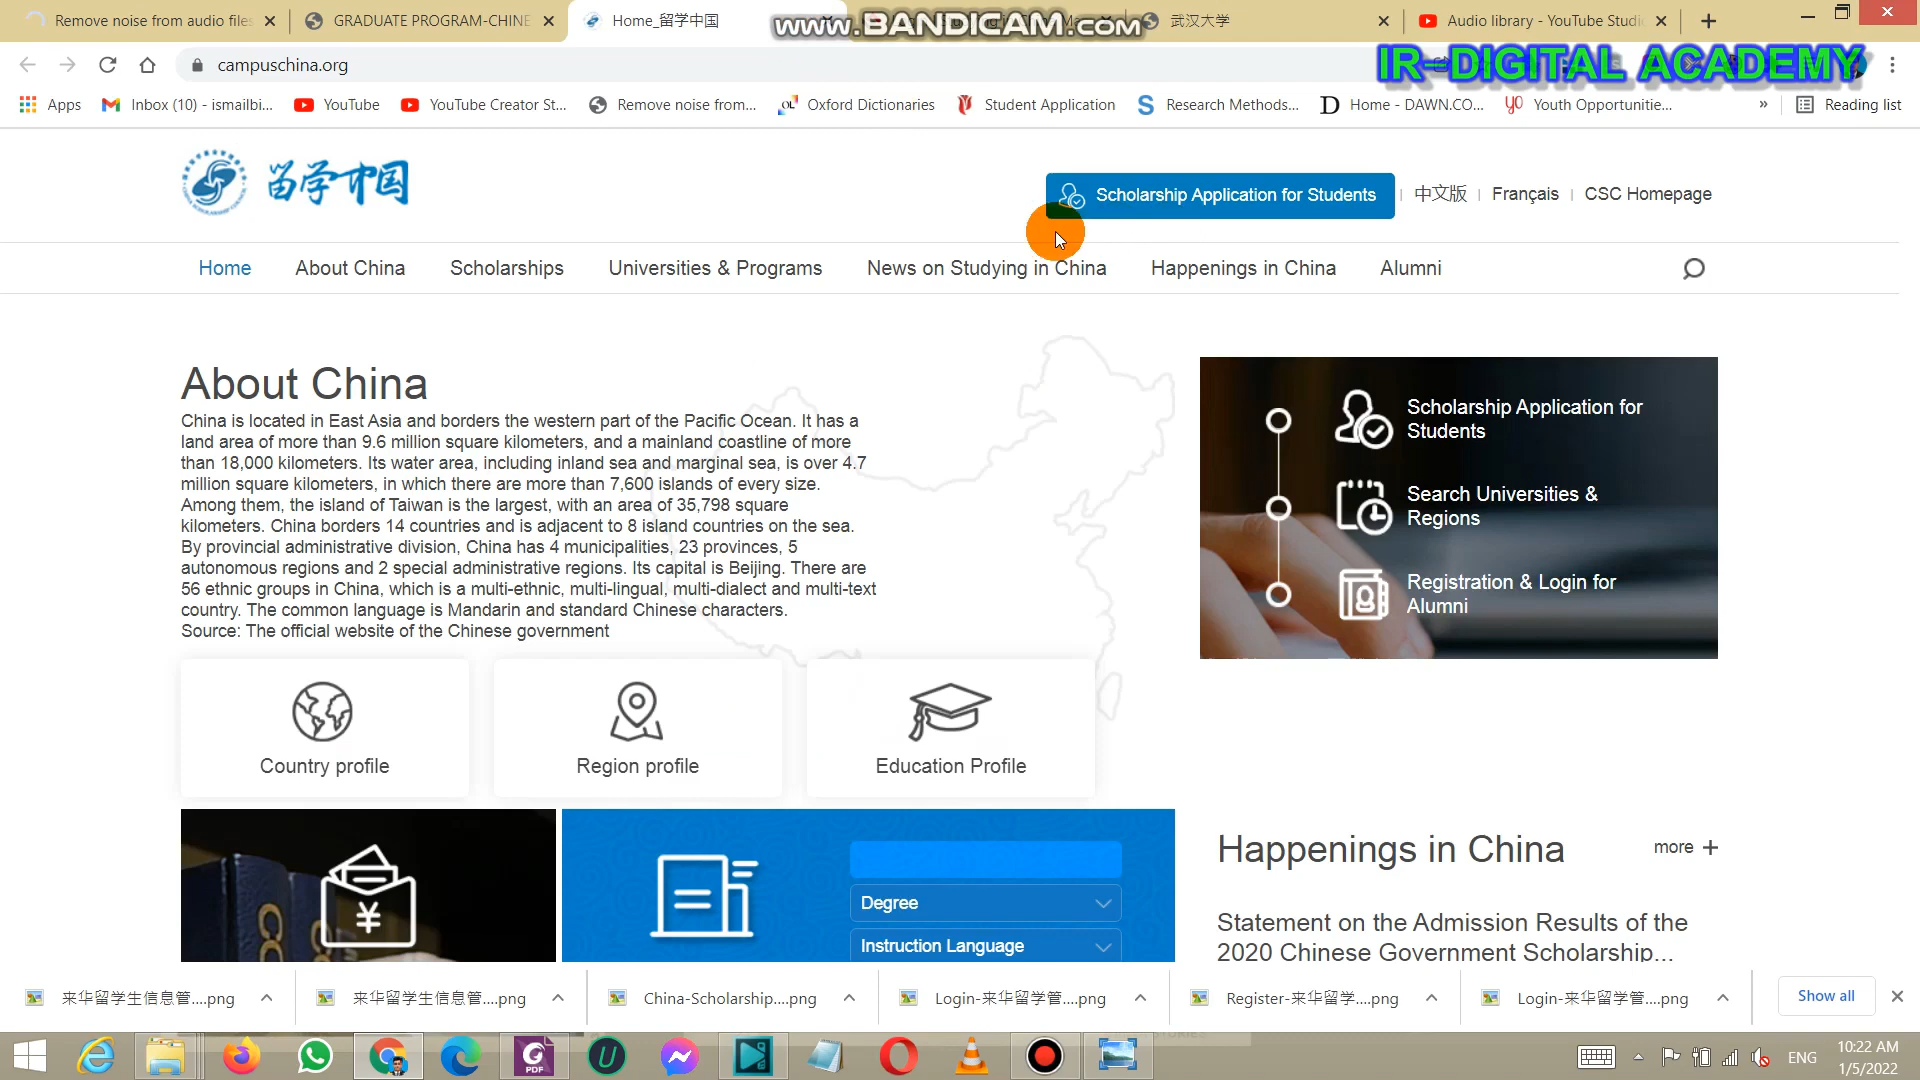 Remove noise from audio files
GRADUATE PROGRAM-CHINE
Home_留学中国
www.BANDICAM.com
武汉大学
Audio library - YouTube Studio
campuschina.org
IR-DIGITAL ACADEMY
Apps
Inbox (10) - ismailbi...
YouTube
YouTube Creator St...
Remove noise from...
Oxford Dictionaries
Student Application
Research Methods...
Home - DAWN.CO...
Youth Opportunitie...
»
Reading list
留学中国
Scholarship Application for Students
中文版
Français
CSC Homepage
Home
About China
Scholarships
Universities & Programs
News on Studying in China
Happenings in China
Alumni
About China
China is located in East Asia and borders the western part of the Pacific Ocean. It has a
land area of more than 9.6 million square kilometers, and a mainland coastline of more
than 18,000 kilometers. Its water area, including inland sea and marginal sea, is over 4.7
million square kilometers, in which there are more than 7,600 islands of every size.
Among them, the island of Taiwan is the largest, with an area of 35,798 square
kilometers. China borders 14 countries and is adjacent to 8 island countries on the sea.
By provincial administrative division, China has 4 municipalities, 23 provinces, 5
autonomous regions and 2 special administrative regions. Its capital is Beijing. There are
56 ethnic groups in China, which is a multi-ethnic, multi-lingual, multi-dialect and multi-text
country. The common language is Mandarin and standard Chinese characters.
Source: The official website of the Chinese government
Scholarship Application for
Students
Search Universities &
Regions
Registration & Login for
Alumni
Country profile
Region profile
Education Profile
¥
Degree
Instruction Language
Happenings in China
more +
Statement on the Admission Results of the
2020 Chinese Government Scholarship...
来华留学生信息管....png
来华留学生信息管....png
China-Scholarship....png
Login-来华留学管....png
Register-来华留学....png
Login-来华留学管....png
Show all
PDF
ENG
10:22 AM
1/5/2022